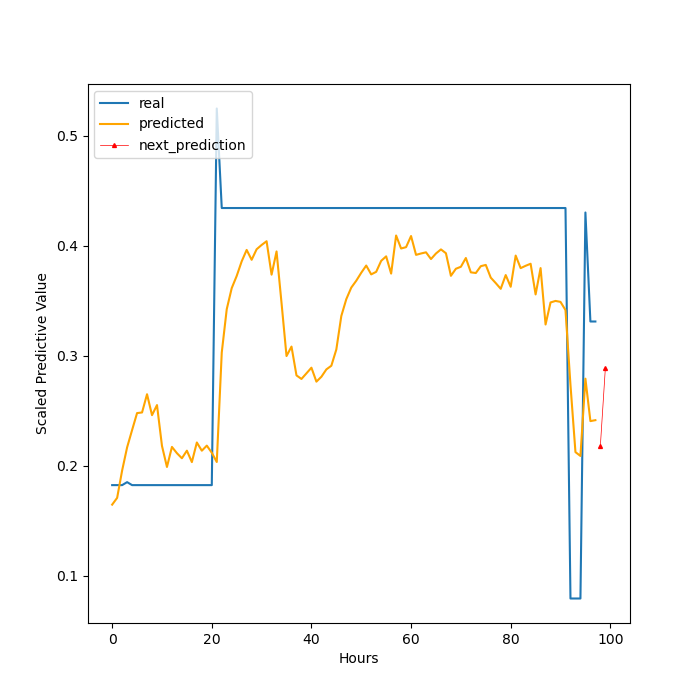 real
predicted
next_prediction
0.5
0.4
0.3
0.2
0.1
Scaled Predictive Value
0 20 40 60 80 100
Hours